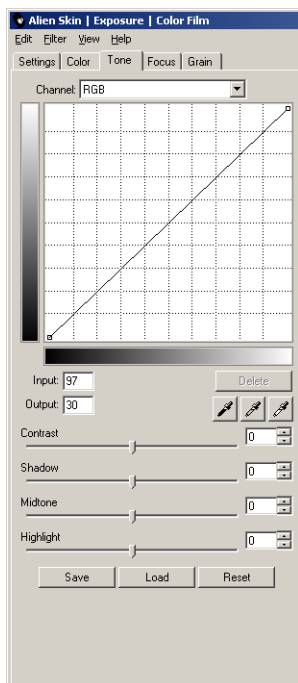 Alien Skin | Exposure | Color Film
Edit Filter View Help
Settings Color Tone Focus Grain
Channel: RGB
Input: 97 Delete
Output: 30
Contrast 0
Shadow 0
Midtone 0
Highlight 0
Save Load Reset